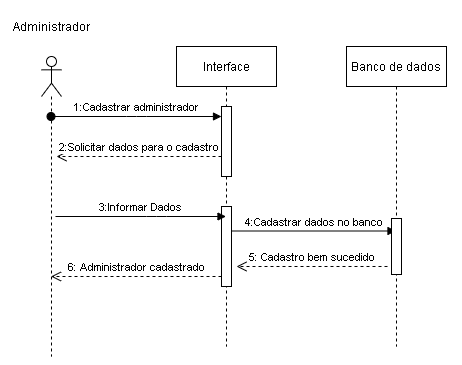 Administrador
Interface
Banco de dados
1:Cadastrar administrador
2:Solicitar dados para o cadastro
3:Informar Dados
4:Cadastrar dados no banco
5: Cadastro bem sucedido
6: Administrador cadastrado